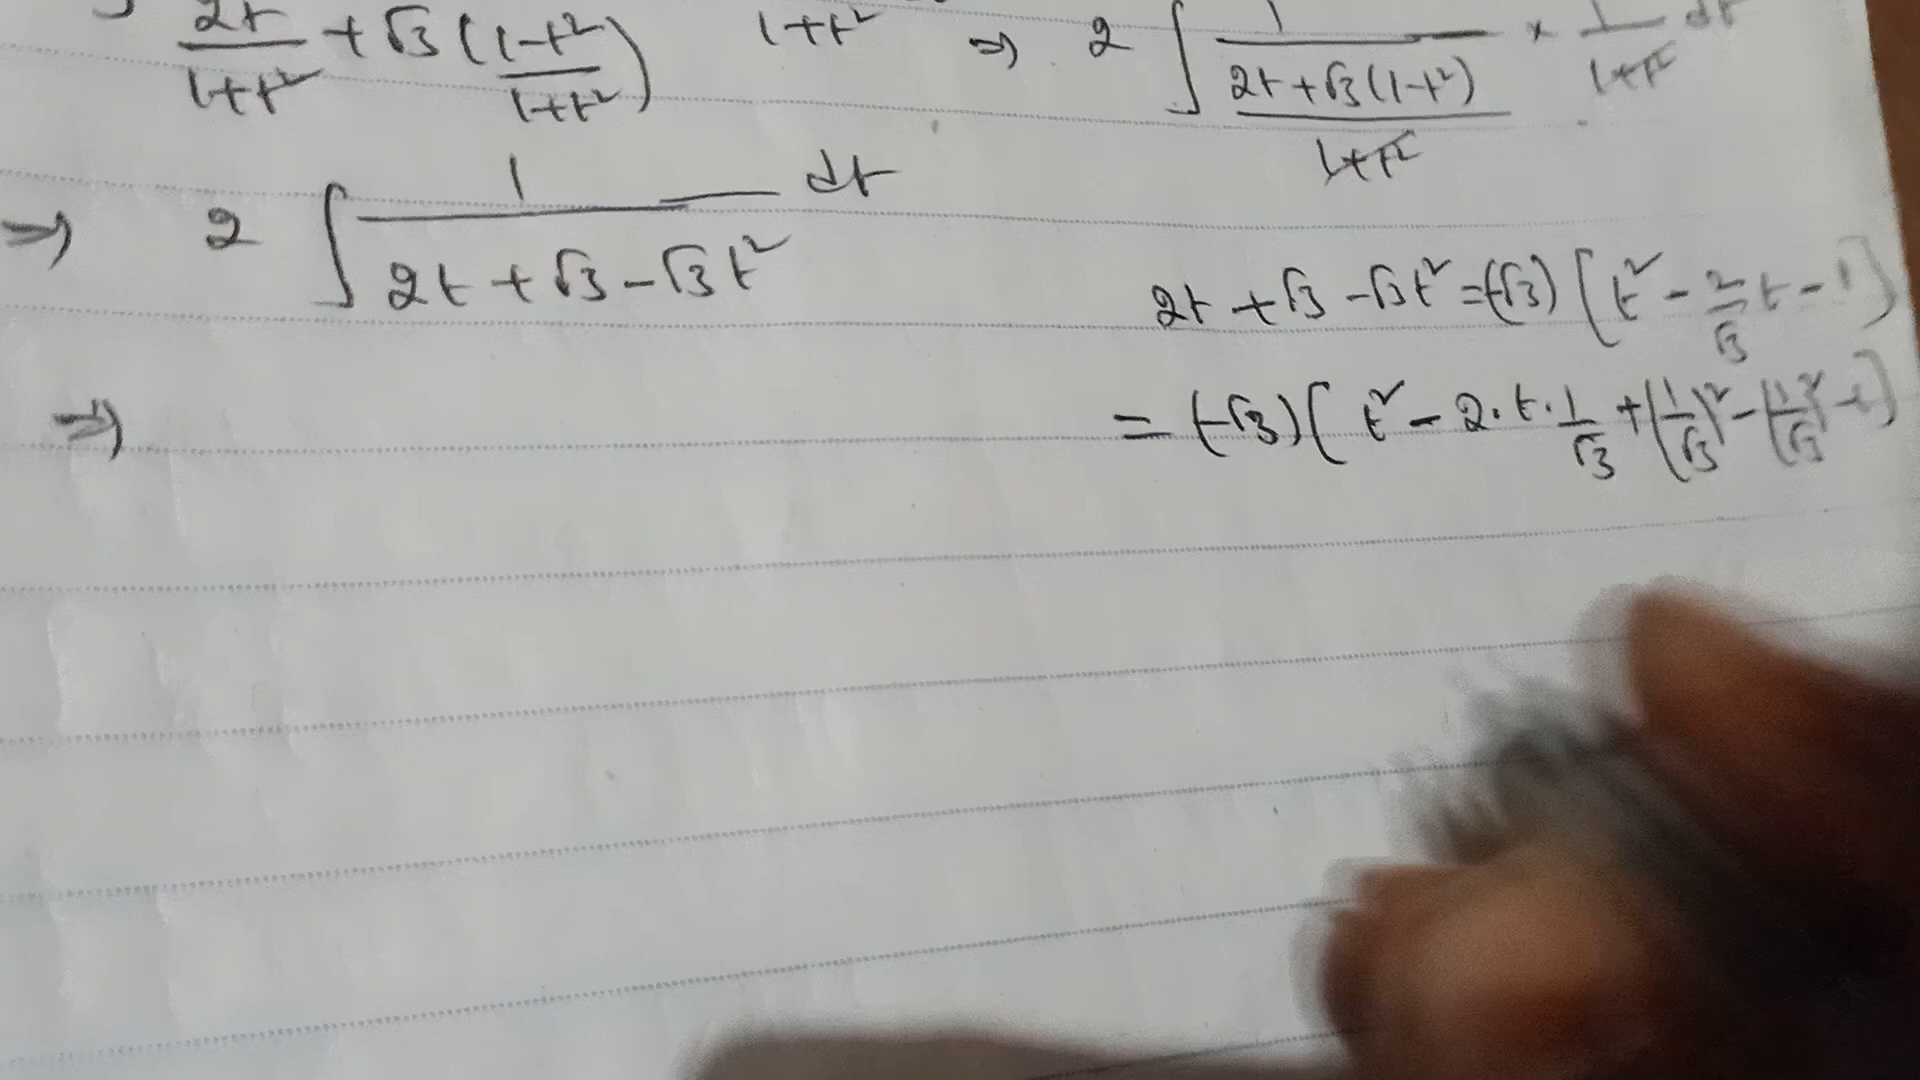 2t/(1+t²) + √3 ((1-t²)/(1+t²)) 1+t² ⇒ 2 ∫ 1/((2t+√3(1-t²))/(1+t²)) × 1/(1+t²) dt
⇒ 2 ∫ 1/(2t+√3-√3t²) dt
2t+√3-√3t² = (-√3) [t² - 2/√3 t - 1]
⇒
= (-√3) [t² - 2·t·1/√3 + (1/√3)² - (1/√3)² - 1]